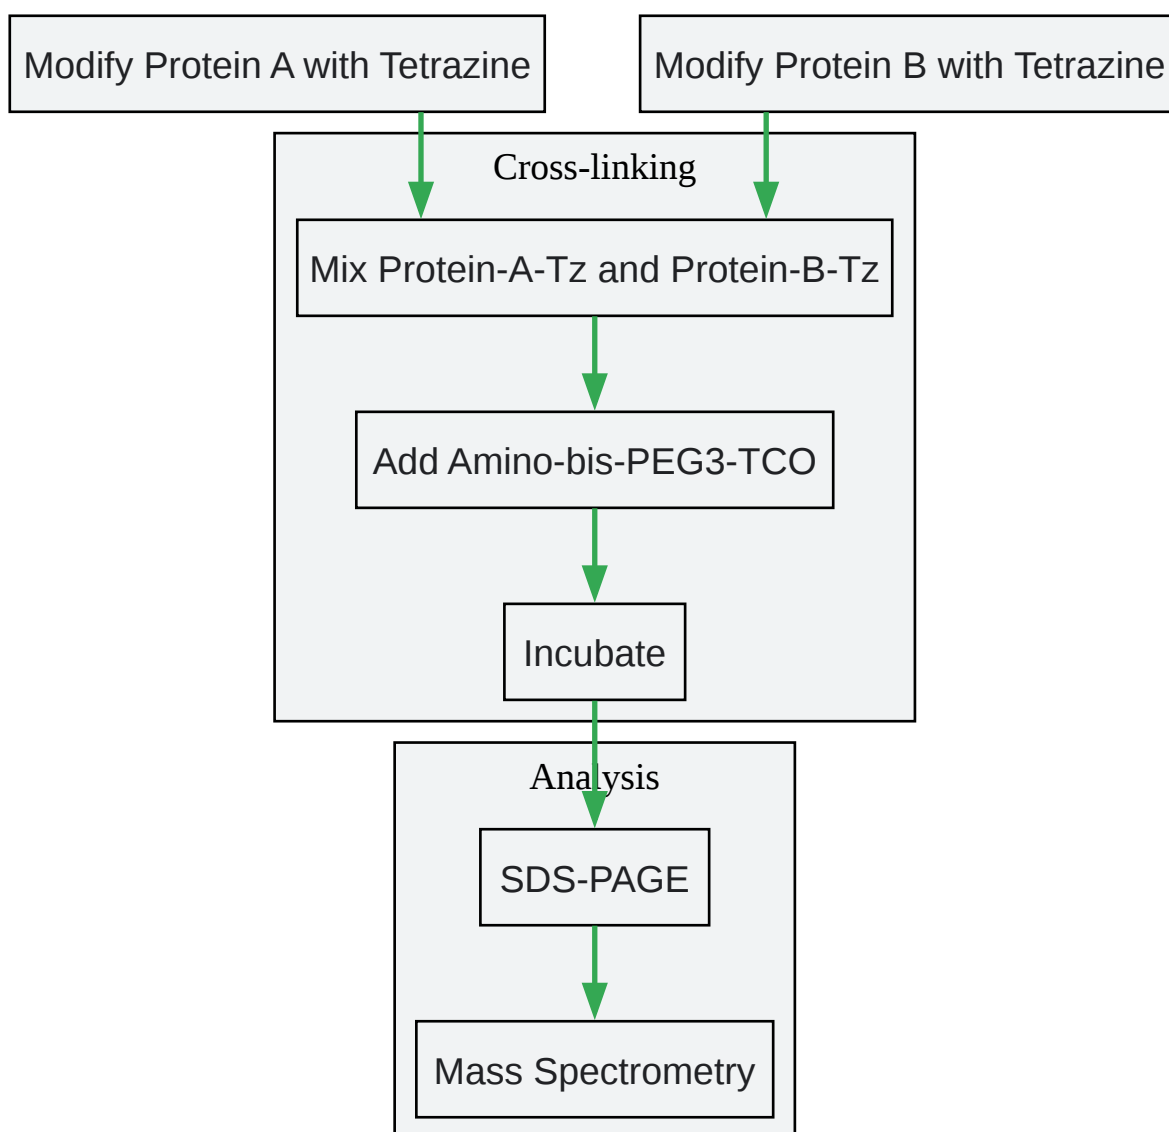 Modify Protein A with Tetrazine
Modify Protein B with Tetrazine
Cross-linking
Mix Protein-A-Tz and Protein-B-Tz
Add Amino-bis-PEG3-TCO
Incubate
Analysis
SDS-PAGE
Mass Spectrometry